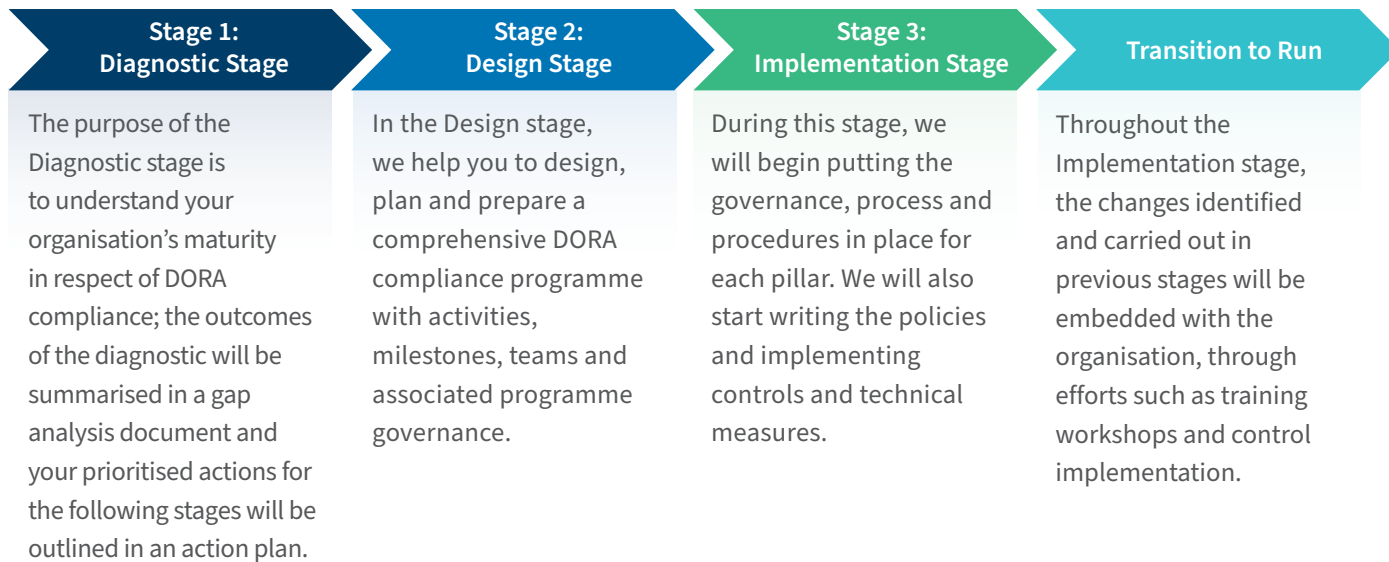 Stage 1:
Diagnostic Stage
The purpose of the
Diagnostic stage is
to understand your
organisation’s maturity
in respect of DORA
compliance; the outcomes
of the diagnostic will be
summarised in a gap
analysis document and
your prioritised actions for
the following stages will be
outlined in an action plan.
Stage 2:
Design Stage
In the Design stage,
we help you to design,
plan and prepare a
comprehensive DORA
compliance programme
with activities,
milestones, teams and
associated programme
governance.
Stage 3:
Implementation Stage
During this stage, we
will begin putting the
governance, process and
procedures in place for
each pillar. We will also
start writing the policies
and implementing
controls and technical
measures.
Transition to Run
Throughout the
Implementation stage,
the changes identified
and carried out in
previous stages will be
embedded with the
organisation, through
efforts such as training
workshops and control
implementation.